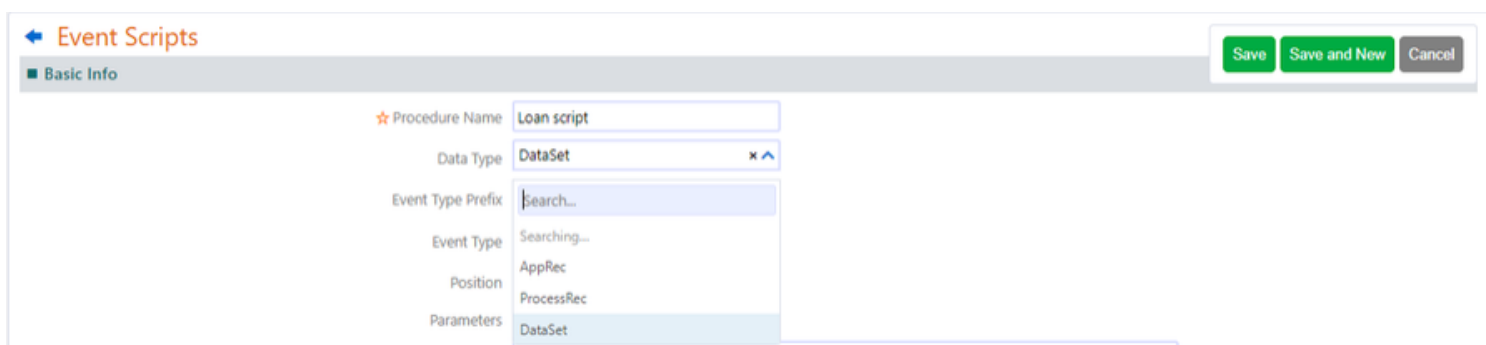 Event Scripts
Save Save and New Cancel
Basic Info
Procedure Name Loan script
Data Type DataSet
Event Type Prefix Search...
Event Type Searching...
AppRec
Position
ProcessRec
Parameters
DataSet